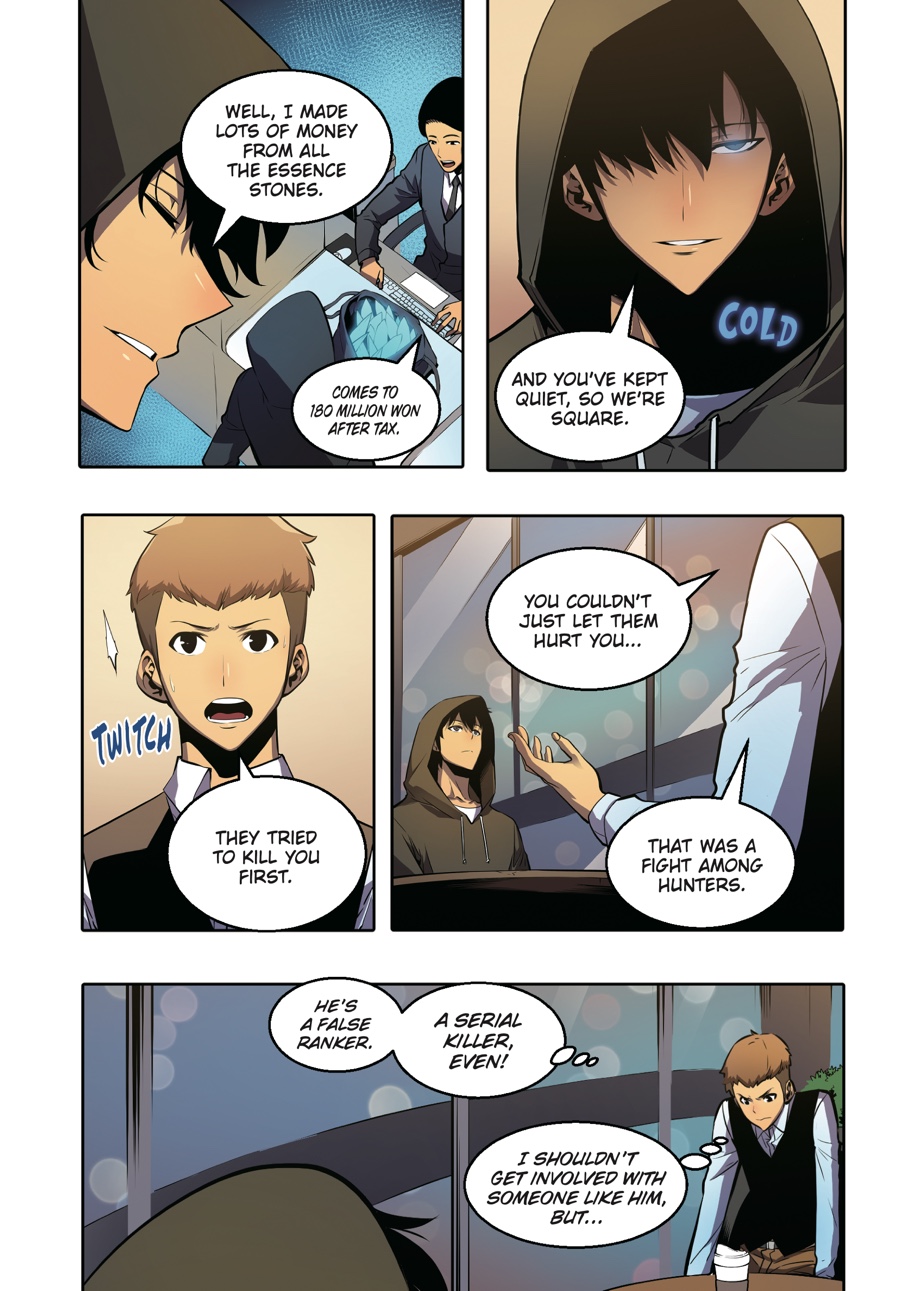 WELL, I MADE
LOTS OF MONEY
FROM ALL
THE ESSENCE
STONES.
COMES TO
180 MILLION WON
AFTER TAX.
COLD
AND YOU'VE KEPT
QUIET, SO WE'RE
SQUARE.
TWITCH
THEY TRIED
TO KILL YOU
FIRST.
YOU COULDN'T
JUST LET THEM
HURT YOU...
THAT WAS A
FIGHT AMONG
HUNTERS.
HE'S
A FALSE
RANKER.
A SERIAL
KILLER,
EVEN!
I SHOULDN'T
GET INVOLVED WITH
SOMEONE LIKE HIM,
BUT...